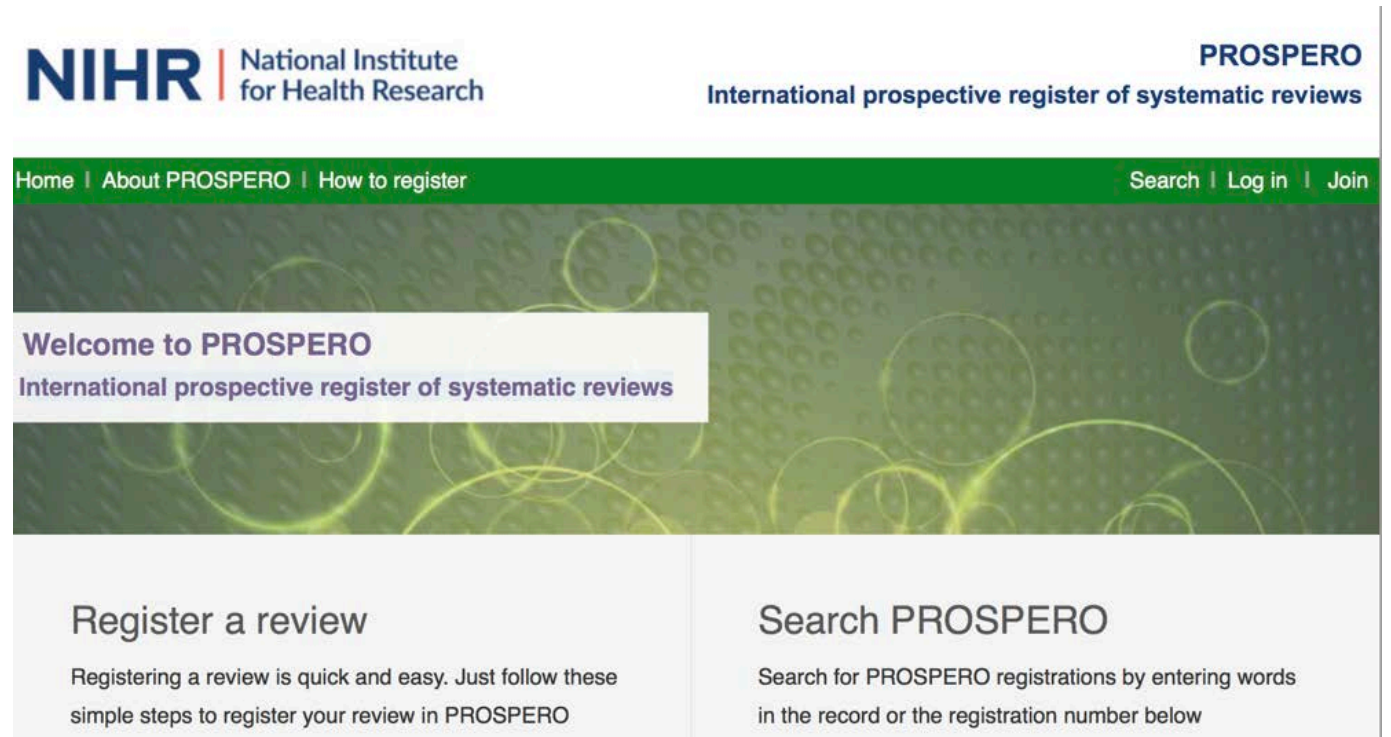 NIHR | National Institute
for Health Research
PROSPERO
International prospective register of systematic reviews
Home | About PROSPERO | How to register
Search | Log in | Join
Welcome to PROSPERO
International prospective register of systematic reviews
Register a review
Registering a review is quick and easy. Just follow these
simple steps to register your review in PROSPERO
Search PROSPERO
Search for PROSPERO registrations by entering words
in the record or the registration number below